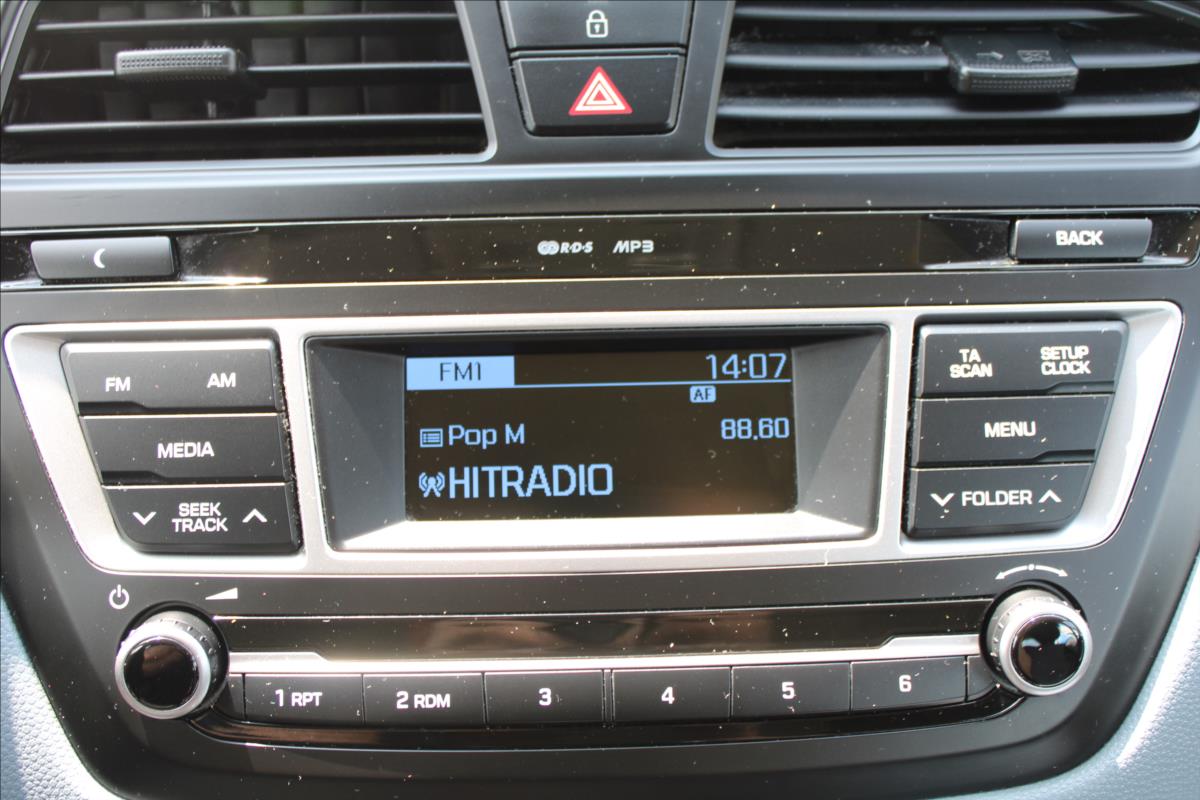 R·D·S MP3
BACK
FM AM
MEDIA
SEEK
TRACK
FM1 14:07
AF
Pop M 88.60
HITRADIO
TA
SCAN
SETUP
CLOCK
MENU
FOLDER
1 RPT 2 RDM 3 4 5 6